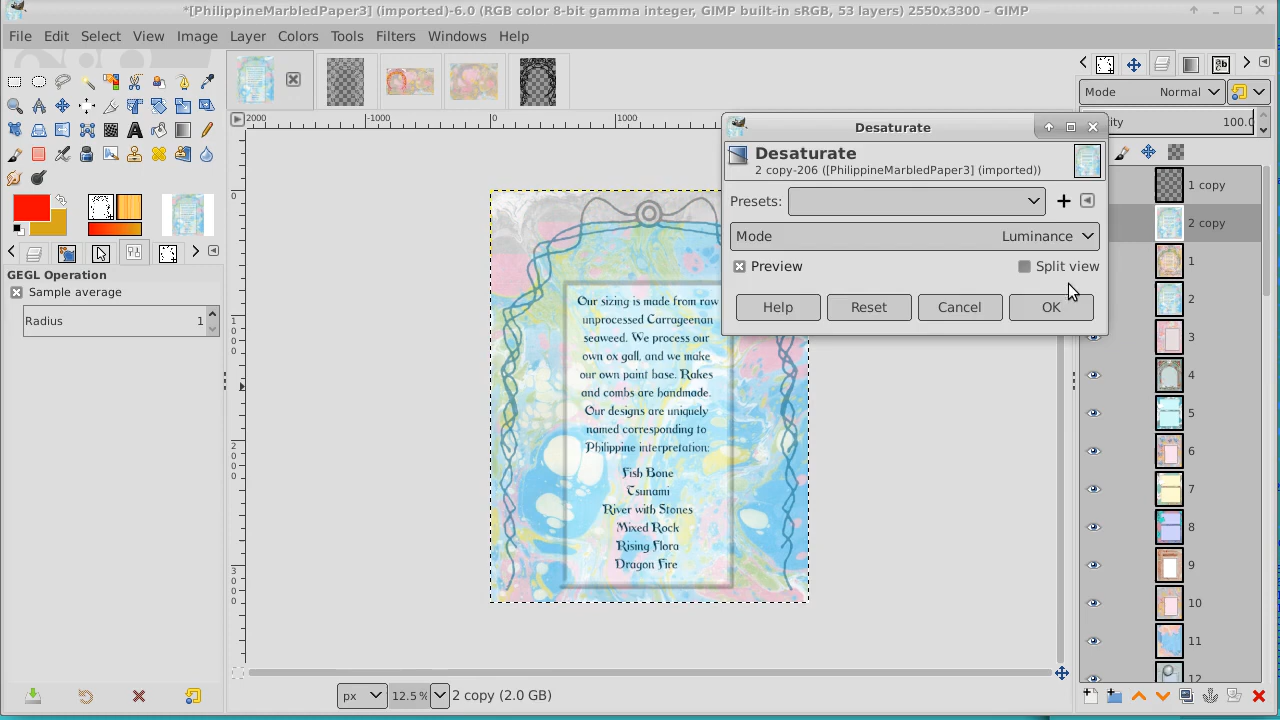 *[PhilippineMarbledPaper3] (imported)-6.0 (RGB color 8-bit gamma integer, GIMP built-in sRGB, 53 layers) 2550x3300 – GIMP
File Edit Select View Image Layer Colors Tools Filters Windows Help
Mode Normal
100.0
2000 -1000 0 1000
Desaturate
Desaturate
2 copy-206 ([PhilippineMarbledPaper3] (imported))
Presets:
Mode Luminance
Preview Split view
Help Reset Cancel OK
GEGL Operation
Sample average
Radius 1
0
1000
2000
3000
Our sizing is made from raw
unprocessed Carrageenan
seaweed. We process our
own ox gall, and we make
our own paint base. Rakes
and combs are handmade.
Our designs are uniquely
named corresponding to
Philippine interpretation:
Fish Bone
Tsunami
River with Stones
Mixed Rock
Rising Flora
Dragon Fire
1 copy
2 copy
1
2
3
4
5
6
7
8
9
10
11
12
px 12.5 % 2 copy (2.0 GB)